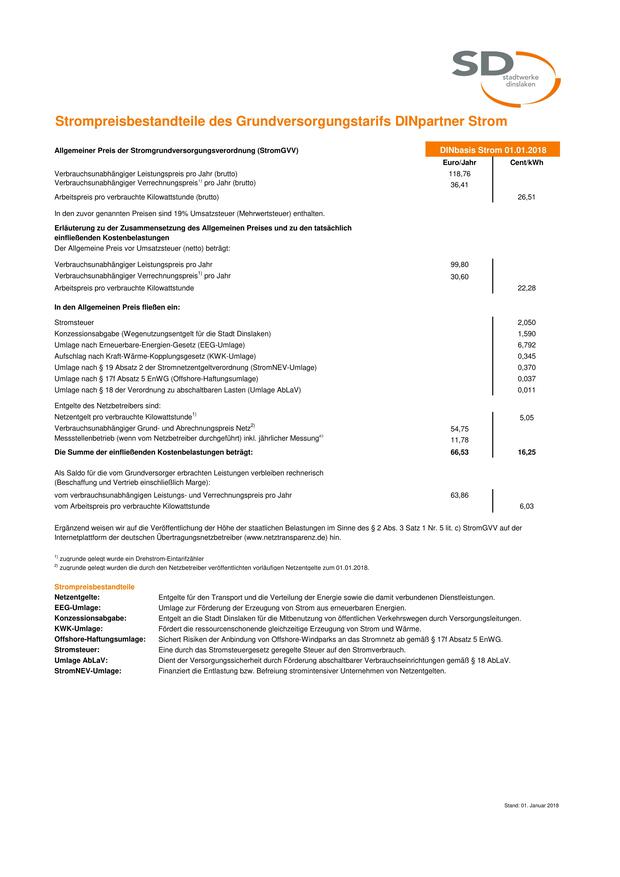 SD
stadtwerke
dinslaken
Strompreisbestandteile des Grundversorgungstarifs DINpartner Strom
Allgemeiner Preis der Stromgrundversorgungsverordnung (StromGVV) DINbasis Strom 01.01.2018
Euro/Jahr Cent/kWh
Verbrauchsunabhängiger Leistungspreis pro Jahr (brutto) 118,76
Verbrauchsunabhängiger Verrechnungspreis1) pro Jahr (brutto) 36,41
Arbeitspreis pro verbrauchte Kilowattstunde (brutto) 26,51
In den zuvor genannten Preisen sind 19% Umsatzsteuer (Mehrwertsteuer) enthalten.
Erläuterung zu der Zusammensetzung des Allgemeinen Preises und zu den tatsächlich
einfließenden Kostenbelastungen
Der Allgemeine Preis vor Umsatzsteuer (netto) beträgt:
Verbrauchsunabhängiger Leistungspreis pro Jahr 99,80
Verbrauchsunabhängiger Verrechnungspreis1) pro Jahr 30,60
Arbeitspreis pro verbrauchte Kilowattstunde 22,28
In den Allgemeinen Preis fließen ein:
Stromsteuer 2,050
Konzessionsabgabe (Wegenutzungsentgelt für die Stadt Dinslaken) 1,590
Umlage nach Erneuerbare-Energien-Gesetz (EEG-Umlage) 6,792
Aufschlag nach Kraft-Wärme-Kopplungsgesetz (KWK-Umlage) 0,345
Umlage nach § 19 Absatz 2 der Stromnetzentgeltverordnung (StromNEV-Umlage) 0,370
Umlage nach § 17f Absatz 5 EnWG (Offshore-Haftungsumlage) 0,037
Umlage nach § 18 der Verordnung zu abschaltbaren Lasten (Umlage AbLaV) 0,011
Entgelte des Netzbetreibers sind:
Netzentgelt pro verbrauchte Kilowattstunde1) 5,05
Verbrauchsunabhängiger Grund- und Abrechnungspreis Netz2) 54,75
Messstellenbetrieb (wenn vom Netzbetreiber durchgeführt) inkl. jährlicher Messung 11,78
Die Summe der einfließenden Kostenbelastungen beträgt: 66,53 16,25
Als Saldo für die vom Grundversorger erbrachten Leistungen verbleiben rechnerisch
(Beschaffung und Vertrieb einschließlich Marge):
vom verbrauchsunabhängigen Leistungs- und Verrechnungspreis pro Jahr 63,86
vom Arbeitspreis pro verbrauchte Kilowattstunde 6,03
Ergänzend weisen wir auf die Veröffentlichung der Höhe der staatlichen Belastungen im Sinne des § 2 Abs. 3 Satz 1 Nr. 5 lit. c) StromGVV auf der
Internetplattform der deutschen Übertragungsnetzbetreiber (www.netztransparenz.de) hin.
1) zugrunde gelegt wurde ein Drehstrom-Eintarifzähler
2) zugrunde gelegt wurden die durch den Netzbetreiber veröffentlichten vorläufigen Netzentgelte zum 01.01.2018.
Strompreisbestandteile
Netzentgelte: Entgelte für den Transport und die Verteilung der Energie sowie die damit verbundenen Dienstleistungen.
EEG-Umlage: Umlage zur Förderung der Erzeugung von Strom aus erneuerbaren Energien.
Konzessionsabgabe: Entgelt an die Stadt Dinslaken für die Mitbenutzung von öffentlichen Verkehrswegen durch Versorgungsleitungen.
KWK-Umlage: Fördert die ressourcenschonende gleichzeitige Erzeugung von Strom und Wärme.
Offshore-Haftungsumlage: Sichert Risiken der Anbindung von Offshore-Windparks an das Stromnetz ab gemäß § 17f Absatz 5 EnWG.
Stromsteuer: Eine durch das Stromsteuergesetz geregelte Steuer auf den Stromverbrauch.
Umlage AbLaV: Dient der Versorgungssicherheit durch Förderung abschaltbarer Verbrauchseinrichtungen gemäß § 18 AbLaV.
StromNEV-Umlage: Finanziert die Entlastung bzw. Befreiung stromintensiver Unternehmen von Netzentgelten.
Stand: 01. Januar 2018